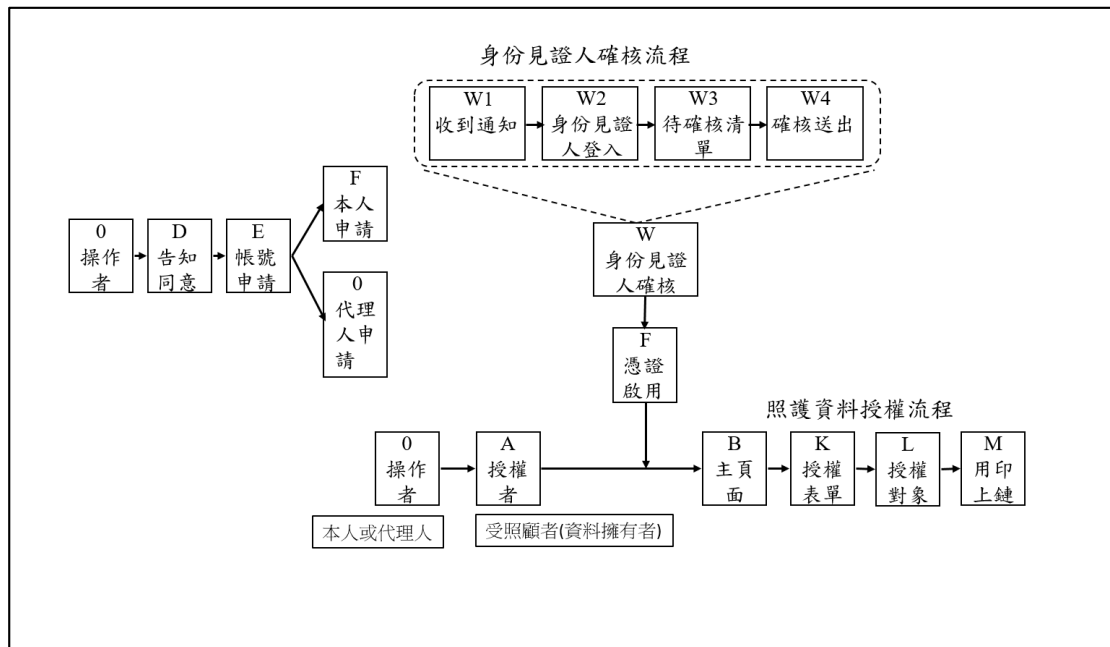 身份見證人確核流程
W1
收到通知
W2
身份見證
人登入
W3
待確核清
單
W4
確核送出
F
本人
申請
0
操作
者
D
告知
同意
E
帳號
申請
0
代理
人申
請
W
身份見證
人確核
F
憑證
啟用
照護資料授權流程
0
操作
者
A
授權
者
B
主頁
面
K
授權
表單
L
授權
對象
M
用印
上鏈
本人或代理人
受照顧者(資料擁有者)